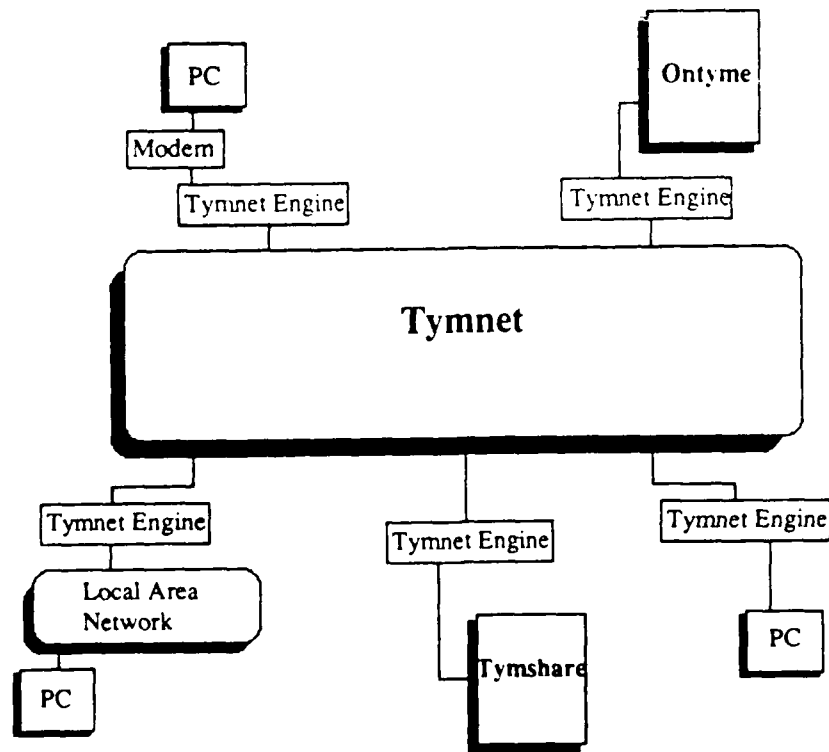 PC
Ontyme
Modem
Tymnet Engine
Tymnet Engine
Tymnet
Tymnet Engine
Tymnet Engine
Tymnet Engine
Local Area
Network
PC
Tymshare
PC